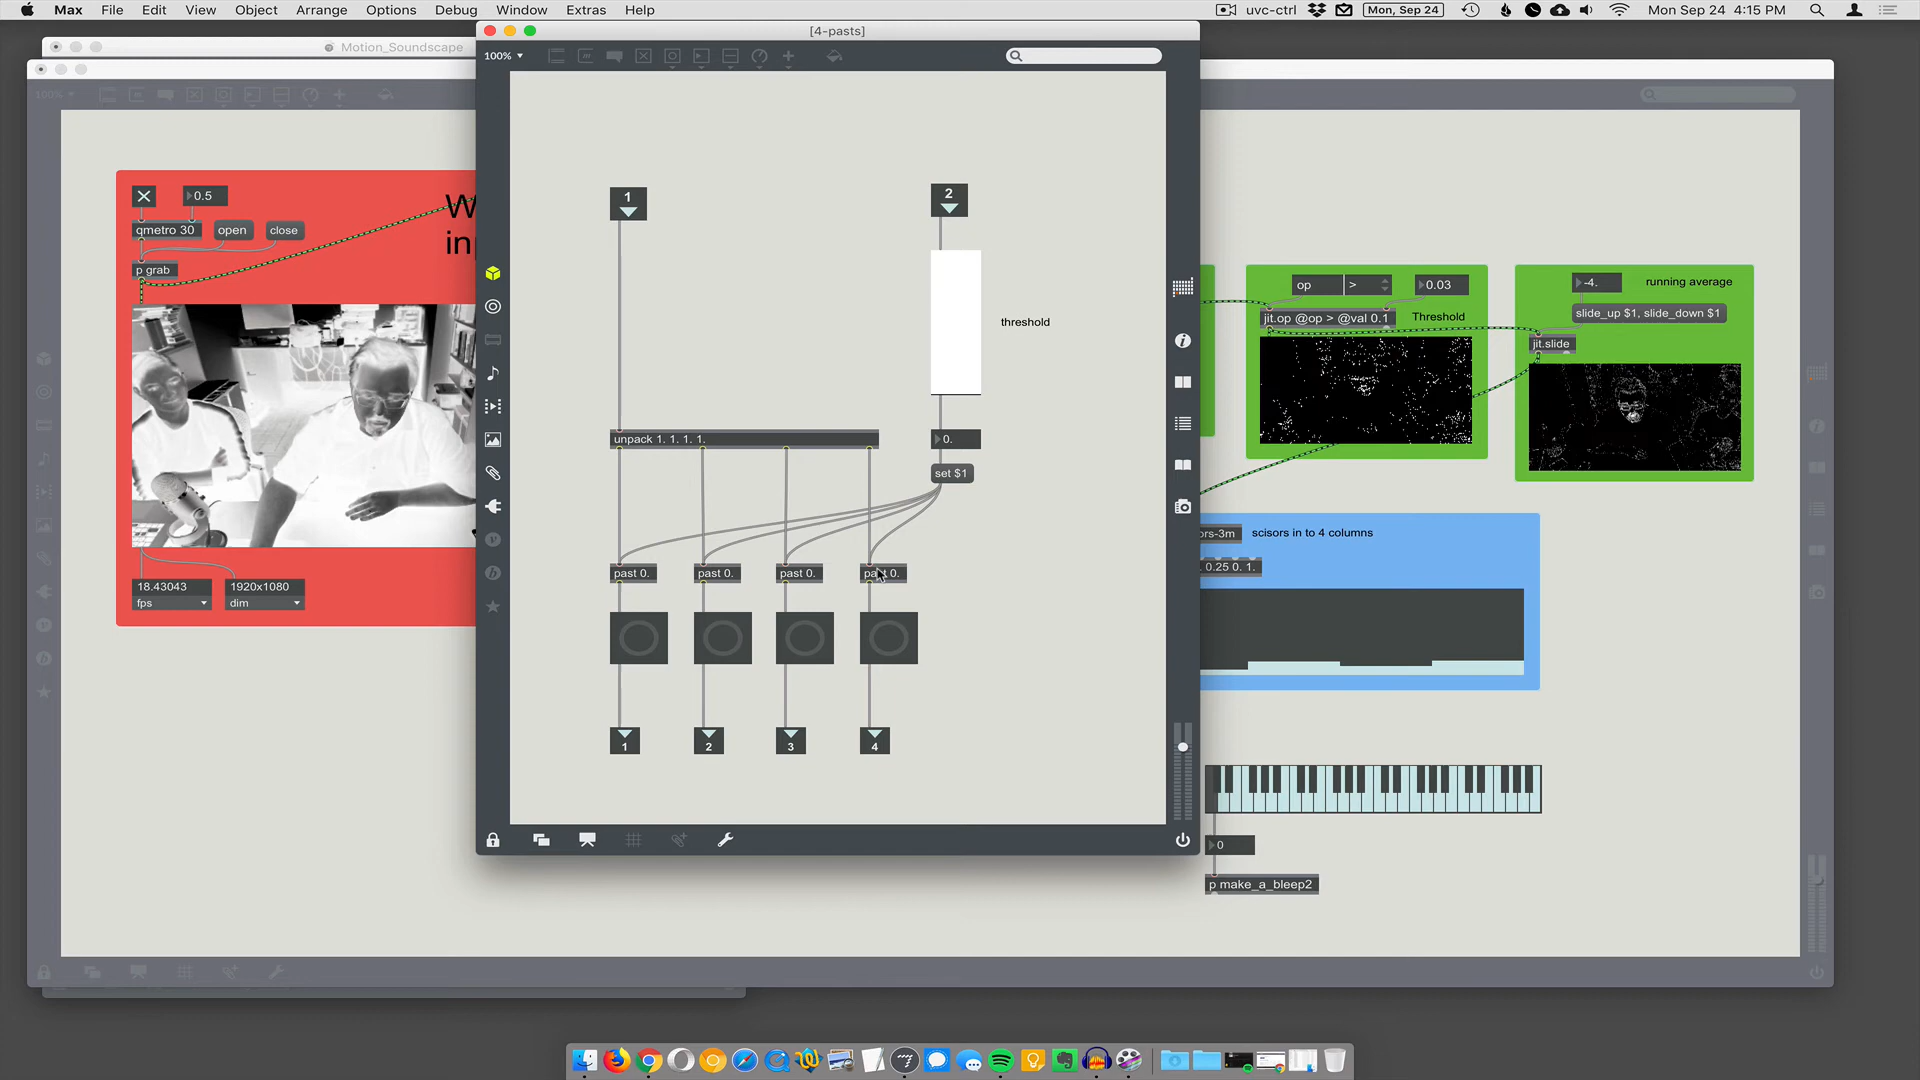 Max File Edit View Object Arrange Options Debug Window Extras Help
uvc-ctrl Mon, Sep 24 Mon Sep 24 4:15 PM
Motion_Soundscape
[4-pasts]
100%
100%
0.5
qmetro 30 open close
p grab
W
in
18.43043
fps
1920x1080
dim
1
2
threshold
unpack 1. 1. 1. 1.
0.
set $1
past 0. past 0. past 0. past 0.
1 2 3 4
op > 0.03
jit.op @op > @val 0.1 Threshold
-4. running average
slide_up $1, slide_down $1
jit.slide
ors-3m scisors in to 4 columns
. 0.25 0. 1.
0
p make_a_bleep2